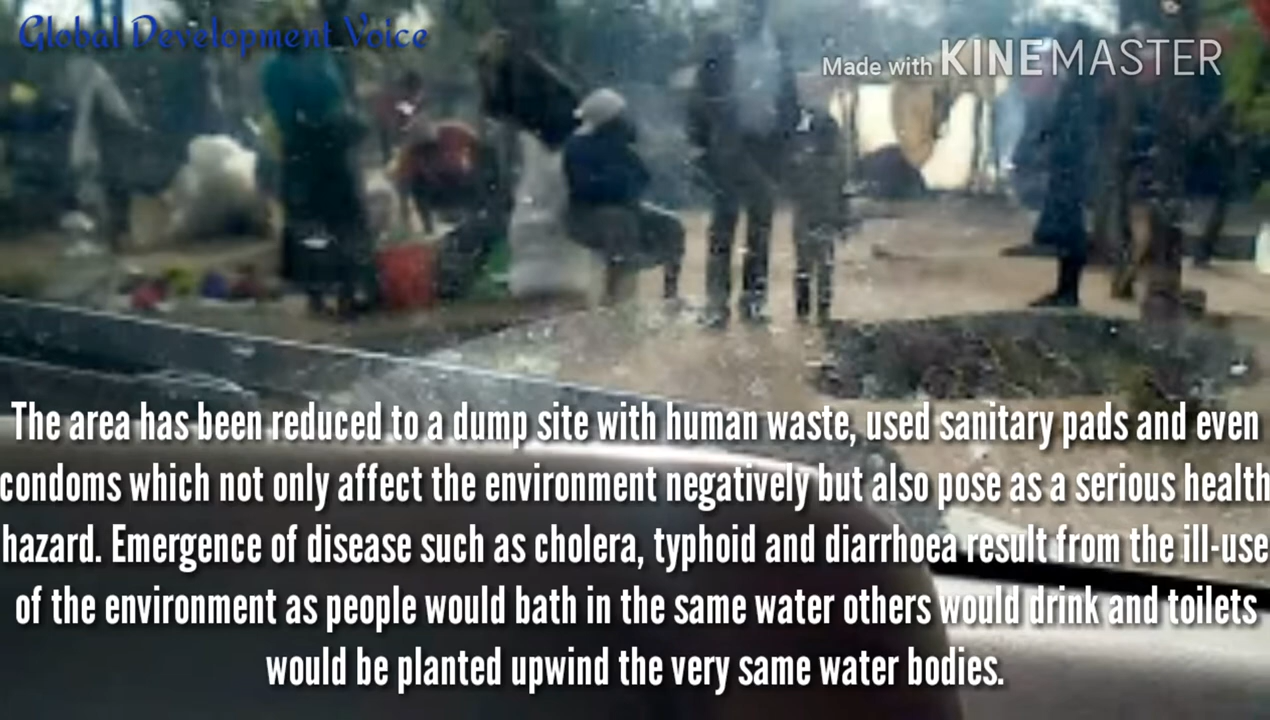 Global Development Voice
Made with KINEMASTER
The area has been reduced to a dump site with human waste, used sanitary pads and even
condoms which not only affect the environment negatively but also pose as a serious health
hazard. Emergence of disease such as cholera, typhoid and diarrhoea result from the ill-use
of the environment as people would bath in the same water others would drink and toilets
would be planted upwind the very same water bodies.